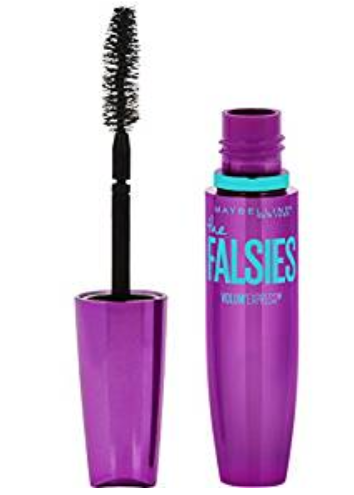 MAYBELLINE
NEW YORK
the
FALSIES
VOLUM'EXPRESS®